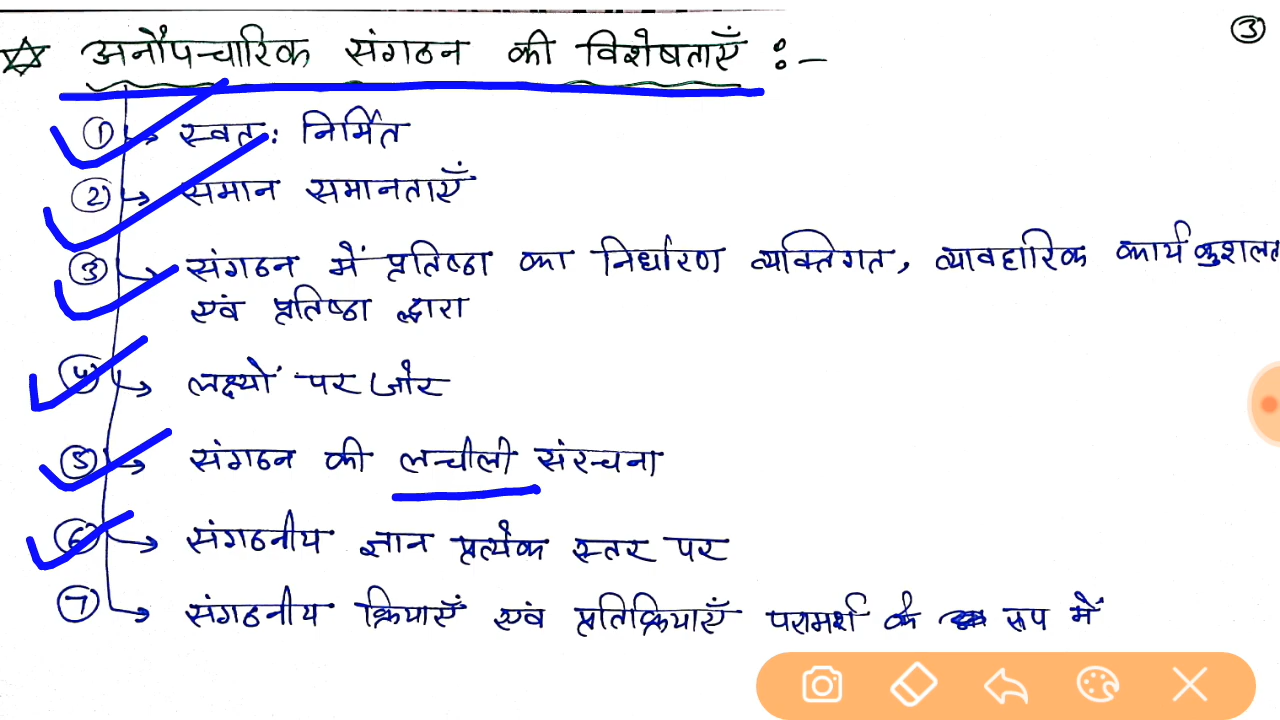 ③
☆ अनौपचारिक संगठन की विशेषताएँ :-
① → स्वतः निर्मित
② → समान समानताएँ
③ → संगठन में प्रतिष्ठा का निर्धारण व्यक्तिगत, व्यावहारिक कार्य कुशलत
एवं प्रतिष्ठा द्वारा
④ → लक्ष्यों पर जोर
⑤ → संगठन की लचीली संरचना
⑥ → संगठनीय ज्ञान प्रत्येक स्तर पर
⑦ → संगठनीय क्रियाएँ एवं प्रतिक्रियाएँ परामर्श के रूप में